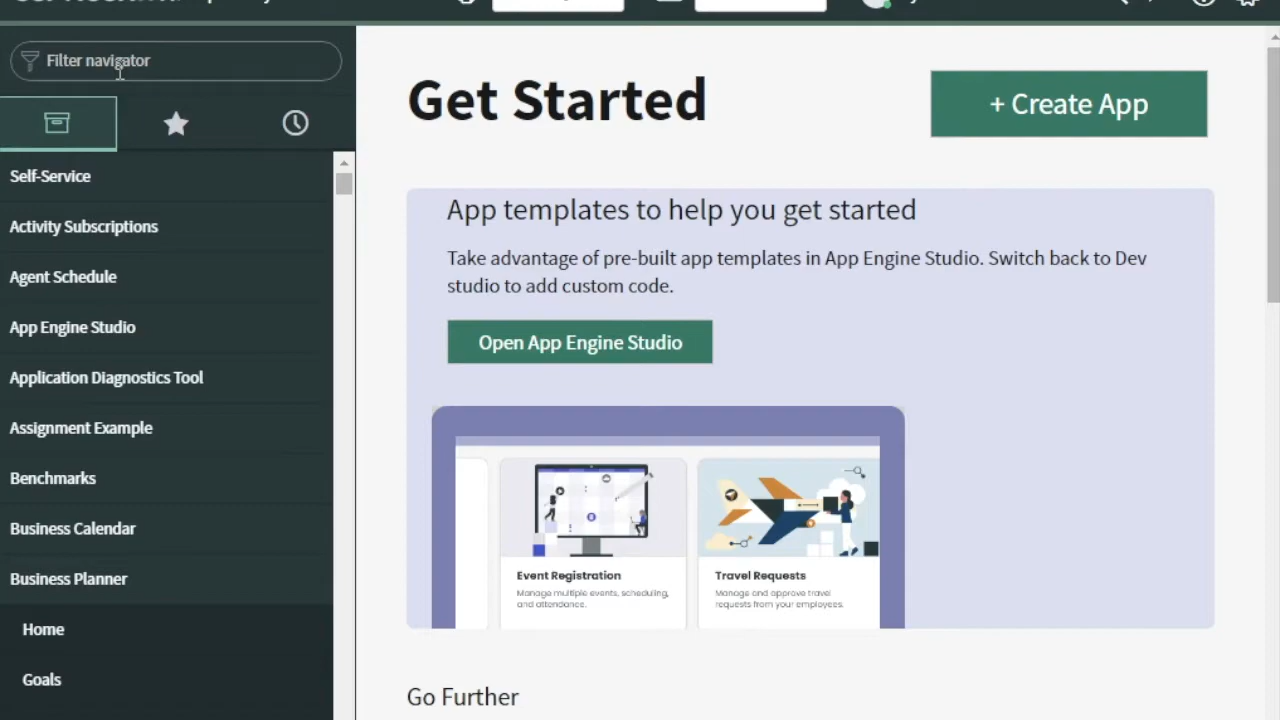 Filter navigator
Get Started
+ Create App
Self-Service
Activity Subscriptions
Agent Schedule
App Engine Studio
Application Diagnostics Tool
Assignment Example
Benchmarks
Business Calendar
Business Planner
Home
Goals
App templates to help you get started
Take advantage of pre-built app templates in App Engine Studio. Switch back to Dev
studio to add custom code.
Open App Engine Studio
Event Registration
Manage multiple events, scheduling,
and attendance.
Travel Requests
Manage and approve travel
requests from your employees.
Go Further